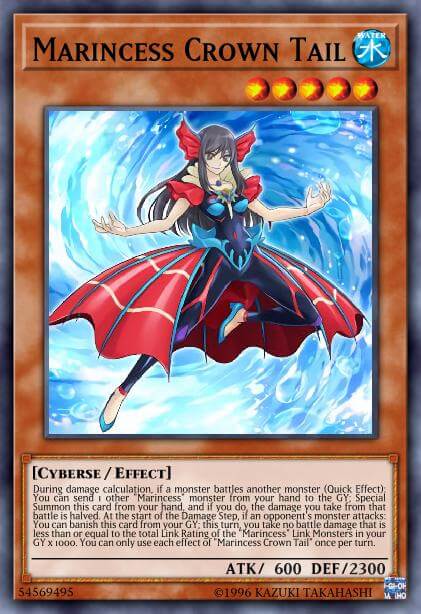 MARINCESS CROWN TAIL
WATER
水
[CYBERSE / EFFECT]
During damage calculation, if a monster battles another monster (Quick Effect):
You can send 1 other "Marincess" monster from your hand to the GY; Special
Summon this card from your hand, and if you do, the damage you take from
that battle is halved. At the start of the Damage Step, if an opponent's monster attacks:
You can banish this card from your GY; this turn, you take no battle damage that is
less than or equal to the total Link Rating of the "Marincess" Link Monsters in your
GY x 1000. You can only use each effect of "Marincess Crown Tail" once per turn.
ATK/ 600 DEF/2300
54569495
©1996 KAZUKI TAKAHASHI